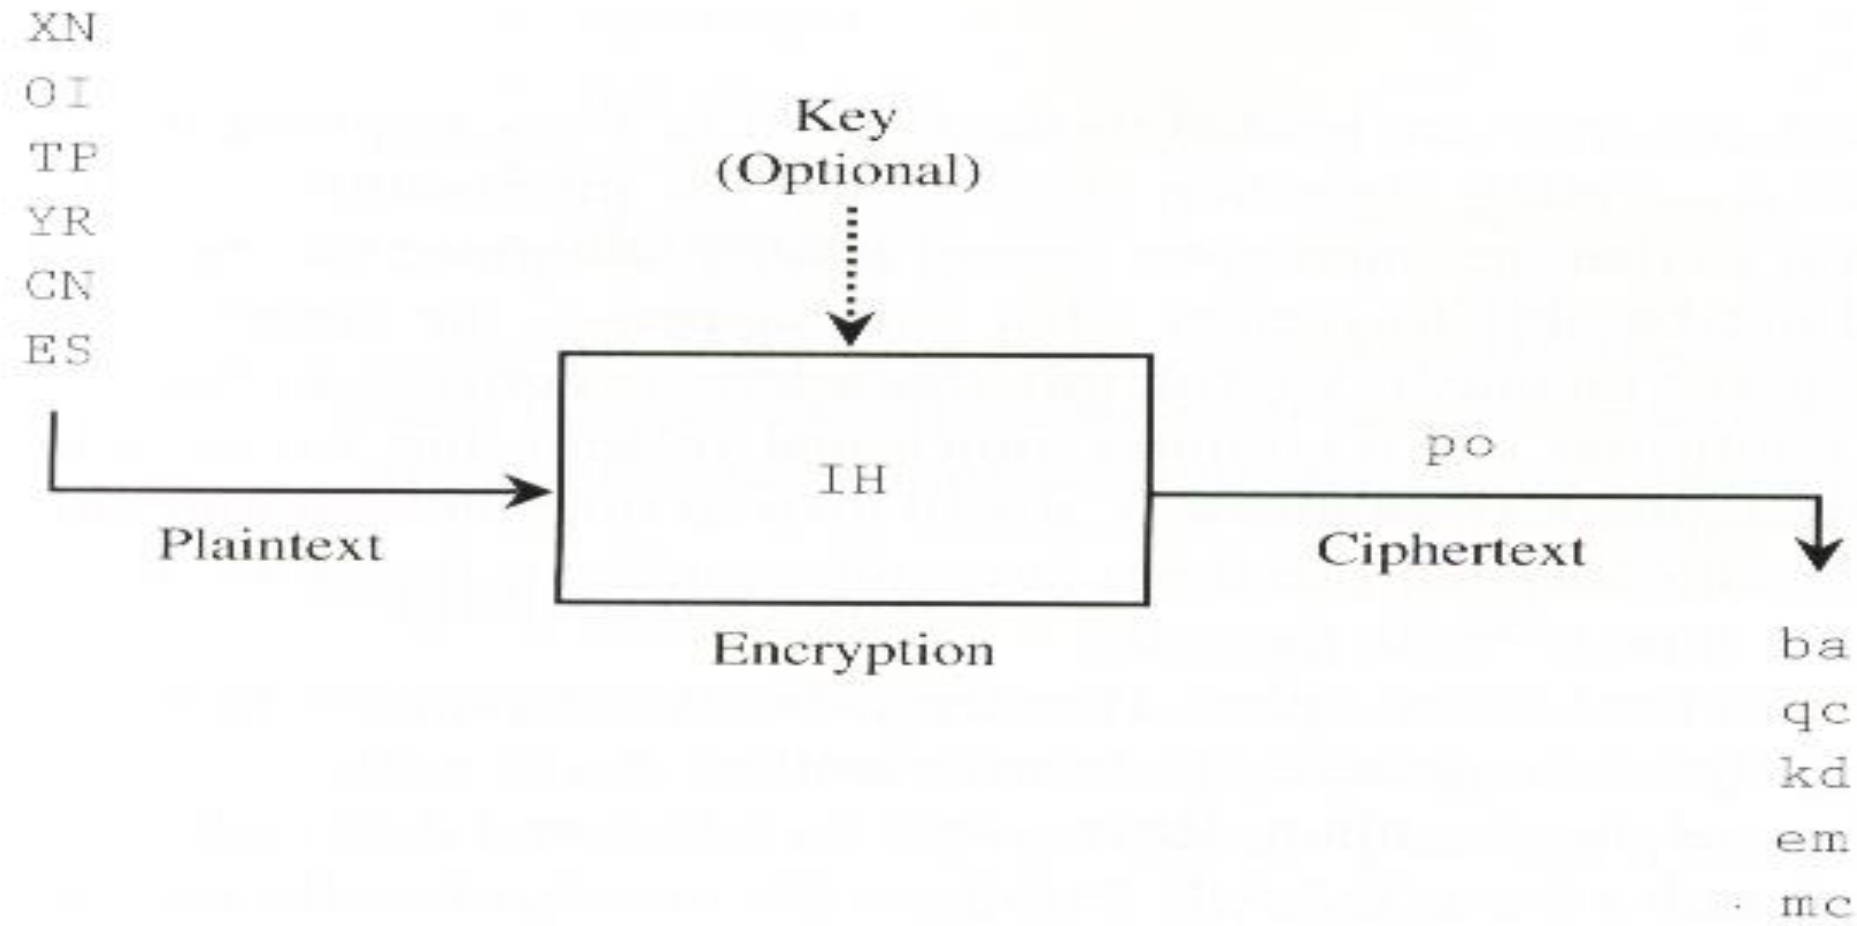 XN
OI
TP
YR
CN
ES
Key
(Optional)
IH
po
Plaintext
Ciphertext
Encryption
ba
qc
kd
em
mc